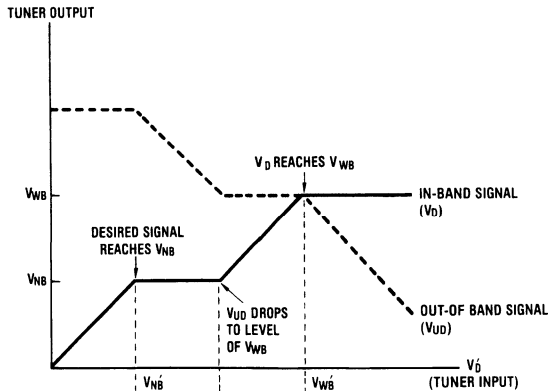 TUNER OUTPUT
V_D REACHES V_WB
V_WB
IN-BAND SIGNAL
(V_D)
DESIRED SIGNAL
REACHES V_NB
V_NB
V_UD DROPS
TO LEVEL
OF V_WB
OUT-OF BAND SIGNAL
(V_UD)
V_NB'
V_WB'
V_D'
(TUNER INPUT)